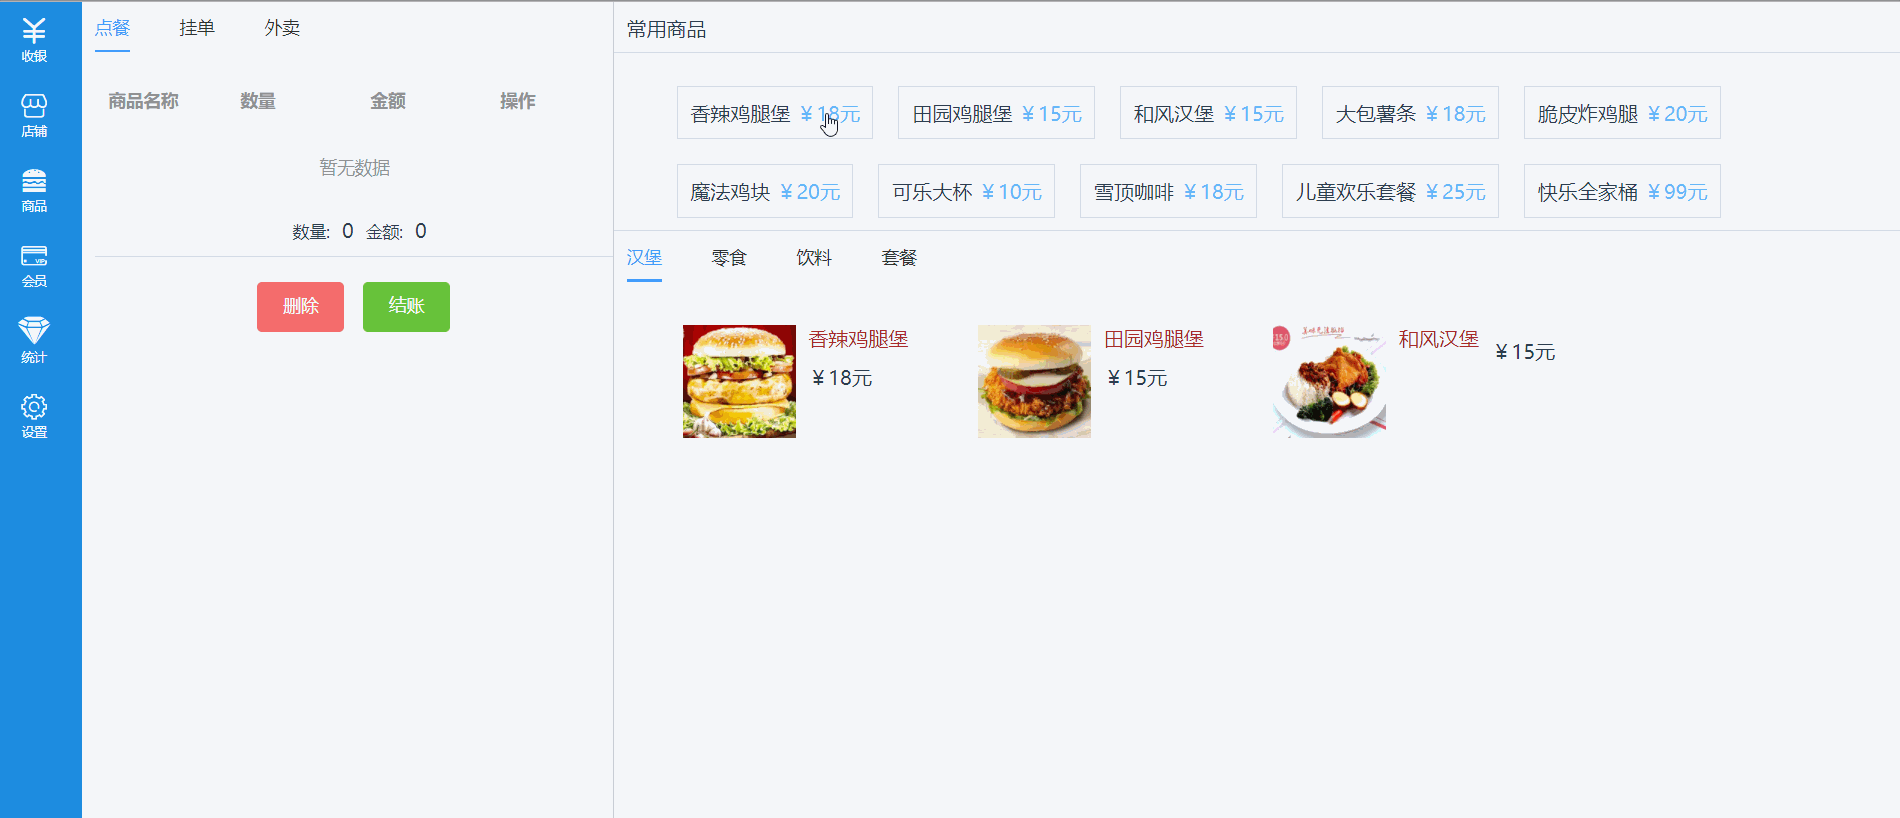 收银
店铺
商品
会员
统计
设置
点餐 挂单 外卖
商品名称 数量 金额 操作
暂无数据
数量: 0 金额: 0
删除 结账
常用商品
香辣鸡腿堡 ¥18元 田园鸡腿堡 ¥15元 和风汉堡 ¥15元 大包薯条 ¥18元 脆皮炸鸡腿 ¥20元
魔法鸡块 ¥20元 可乐大杯 ¥10元 雪顶咖啡 ¥18元 儿童欢乐套餐 ¥25元 快乐全家桶 ¥99元
汉堡 零食 饮料 套餐
香辣鸡腿堡
¥18元
田园鸡腿堡
¥15元
和风汉堡 ¥15元